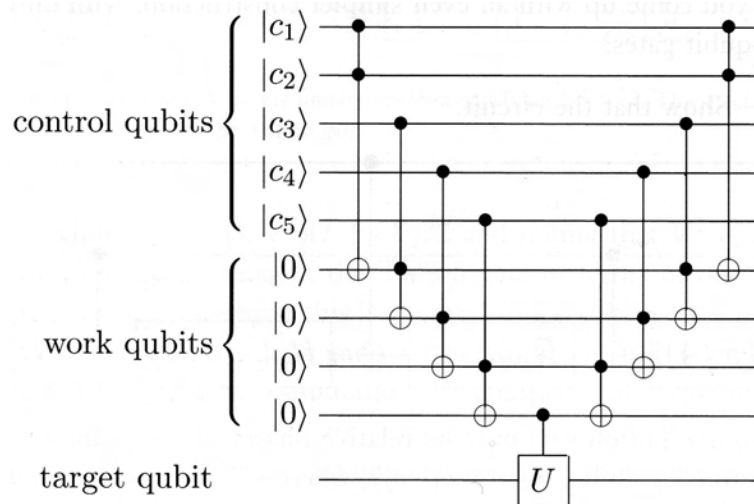 |c₁⟩
|c₂⟩
control qubits |c₃⟩
|c₄⟩
|c₅⟩
|0⟩
|0⟩
work qubits
|0⟩
|0⟩
target qubit U